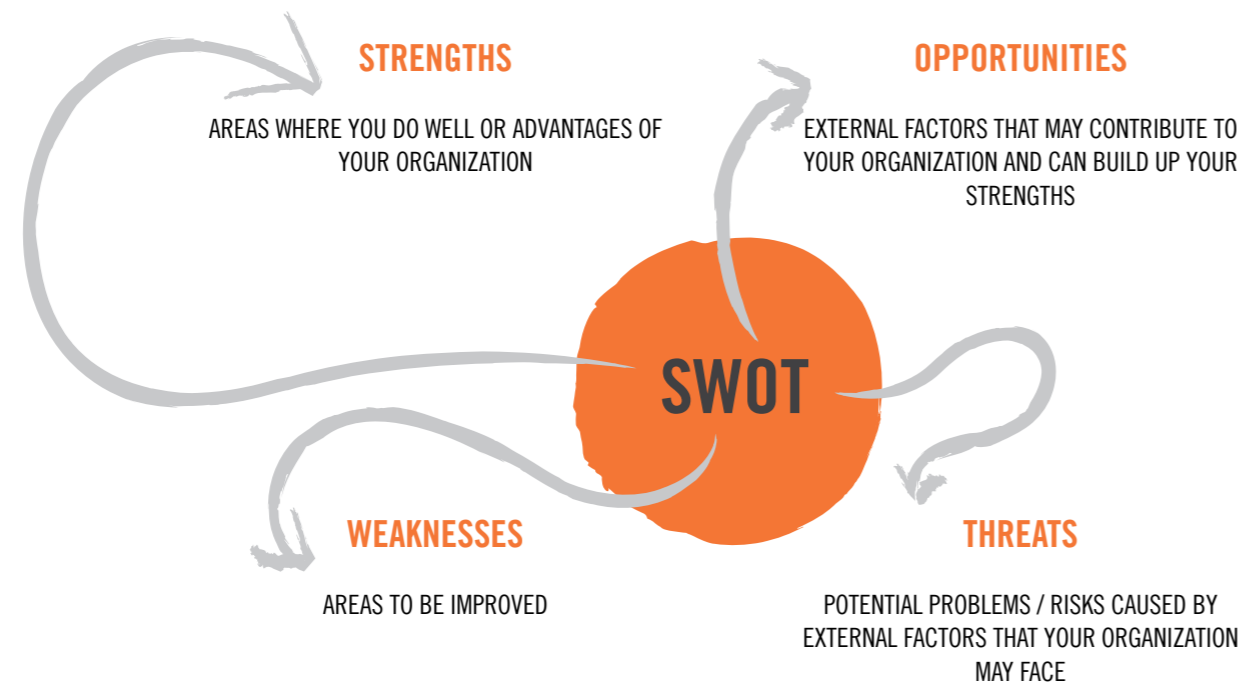 STRENGTHS
AREAS WHERE YOU DO WELL OR ADVANTAGES OF
YOUR ORGANIZATION
OPPORTUNITIES
EXTERNAL FACTORS THAT MAY CONTRIBUTE TO
YOUR ORGANIZATION AND CAN BUILD UP YOUR
STRENGTHS
SWOT
WEAKNESSES
AREAS TO BE IMPROVED
THREATS
POTENTIAL PROBLEMS / RISKS CAUSED BY
EXTERNAL FACTORS THAT YOUR ORGANIZATION
MAY FACE